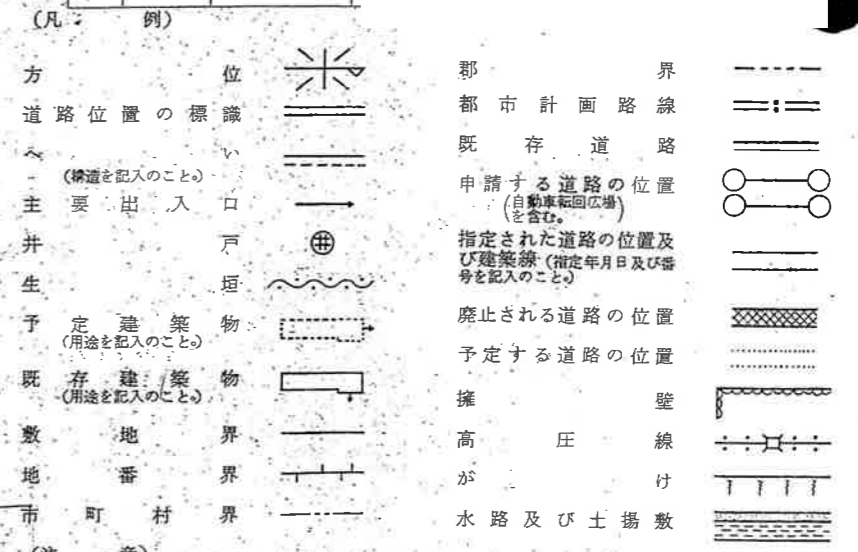 (凡例)
方位
道路位置の標識
へい
(構造を記入のこと。)
主要出入口
井戸
生垣
予定建築物
(用途を記入のこと。)
既存建築物
(用途を記入のこと。)
敷地界
地番界
市町村界
(注意)
郡界
都市計画路線
既存道路
申請する道路の位置
(自動車転回広場
を含む。)
指定された道路の位置及
び建築線(指定年月日及び番
号を記入のこと。)
廃止される道路の位置
予定する道路の位置
擁壁
高圧線
がけ
水路及び土揚敷